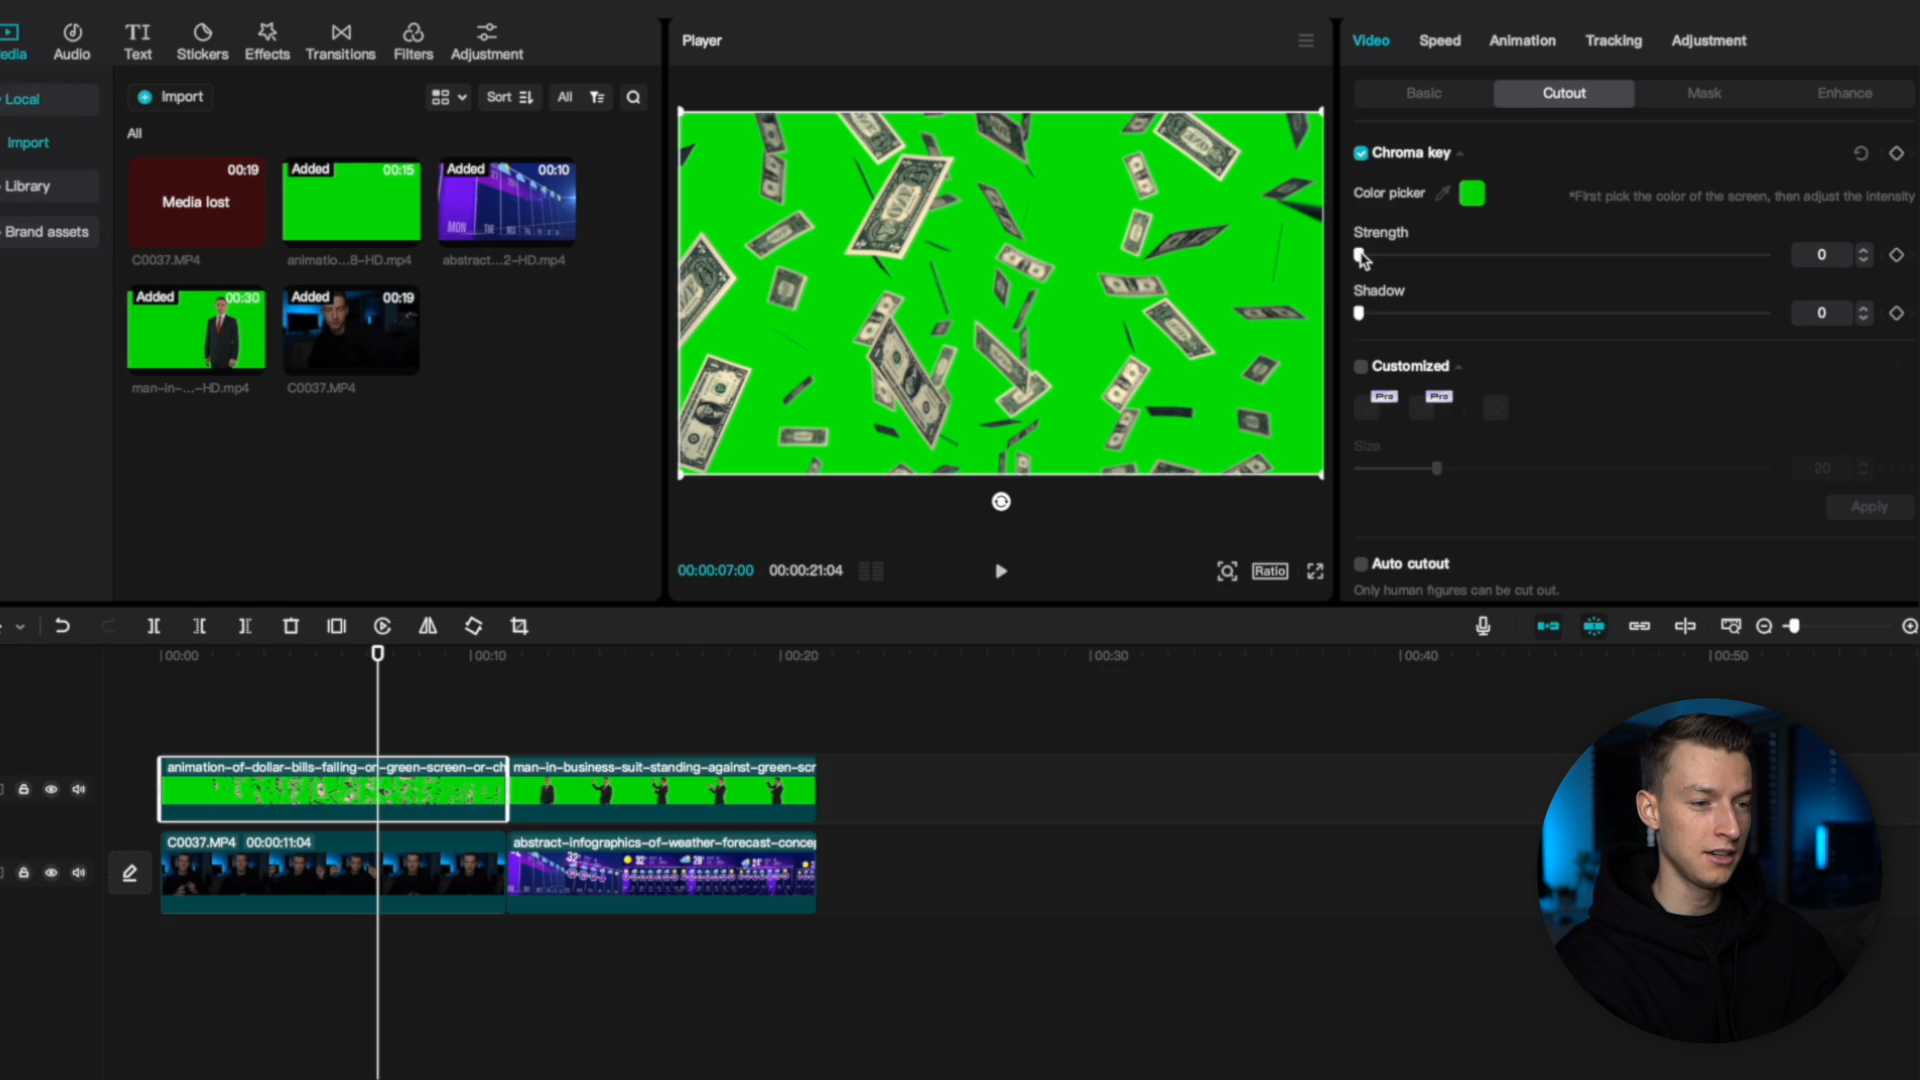 edia
Audio
TI
Text
Stickers
Effects
Transitions
Filters
Adjustment
Local
Import
Library
Brand assets
Import
Sort
All
All
00:19
Media lost
C0037.MP4
Added 00:15
animatio...8-HD.mp4
Added 00:10
MON
abstract...2-HD.mp4
Added 00:30
man-in-...-HD.mp4
Added 00:19
C0037.MP4
Player
00:00:07:00 00:00:21:04
Ratio
Video Speed Animation Tracking Adjustment
Basic Cutout Mask Enhance
Chroma key
Color picker *First pick the color of the screen, then adjust the intensity
Strength
0
Shadow
0
Customized
Pro Pro
Size
20
Apply
Auto cutout
Only human figures can be cut out.
00:00 00:10 00:20 00:30 00:40 00:50
animation-of-dollar-bills-falling-on-green-screen-or-ch man-in-business-suit-standing-against-green-scr
C0037.MP4 00:00:11:04 abstract-infographics-of-weather-forecast-concep